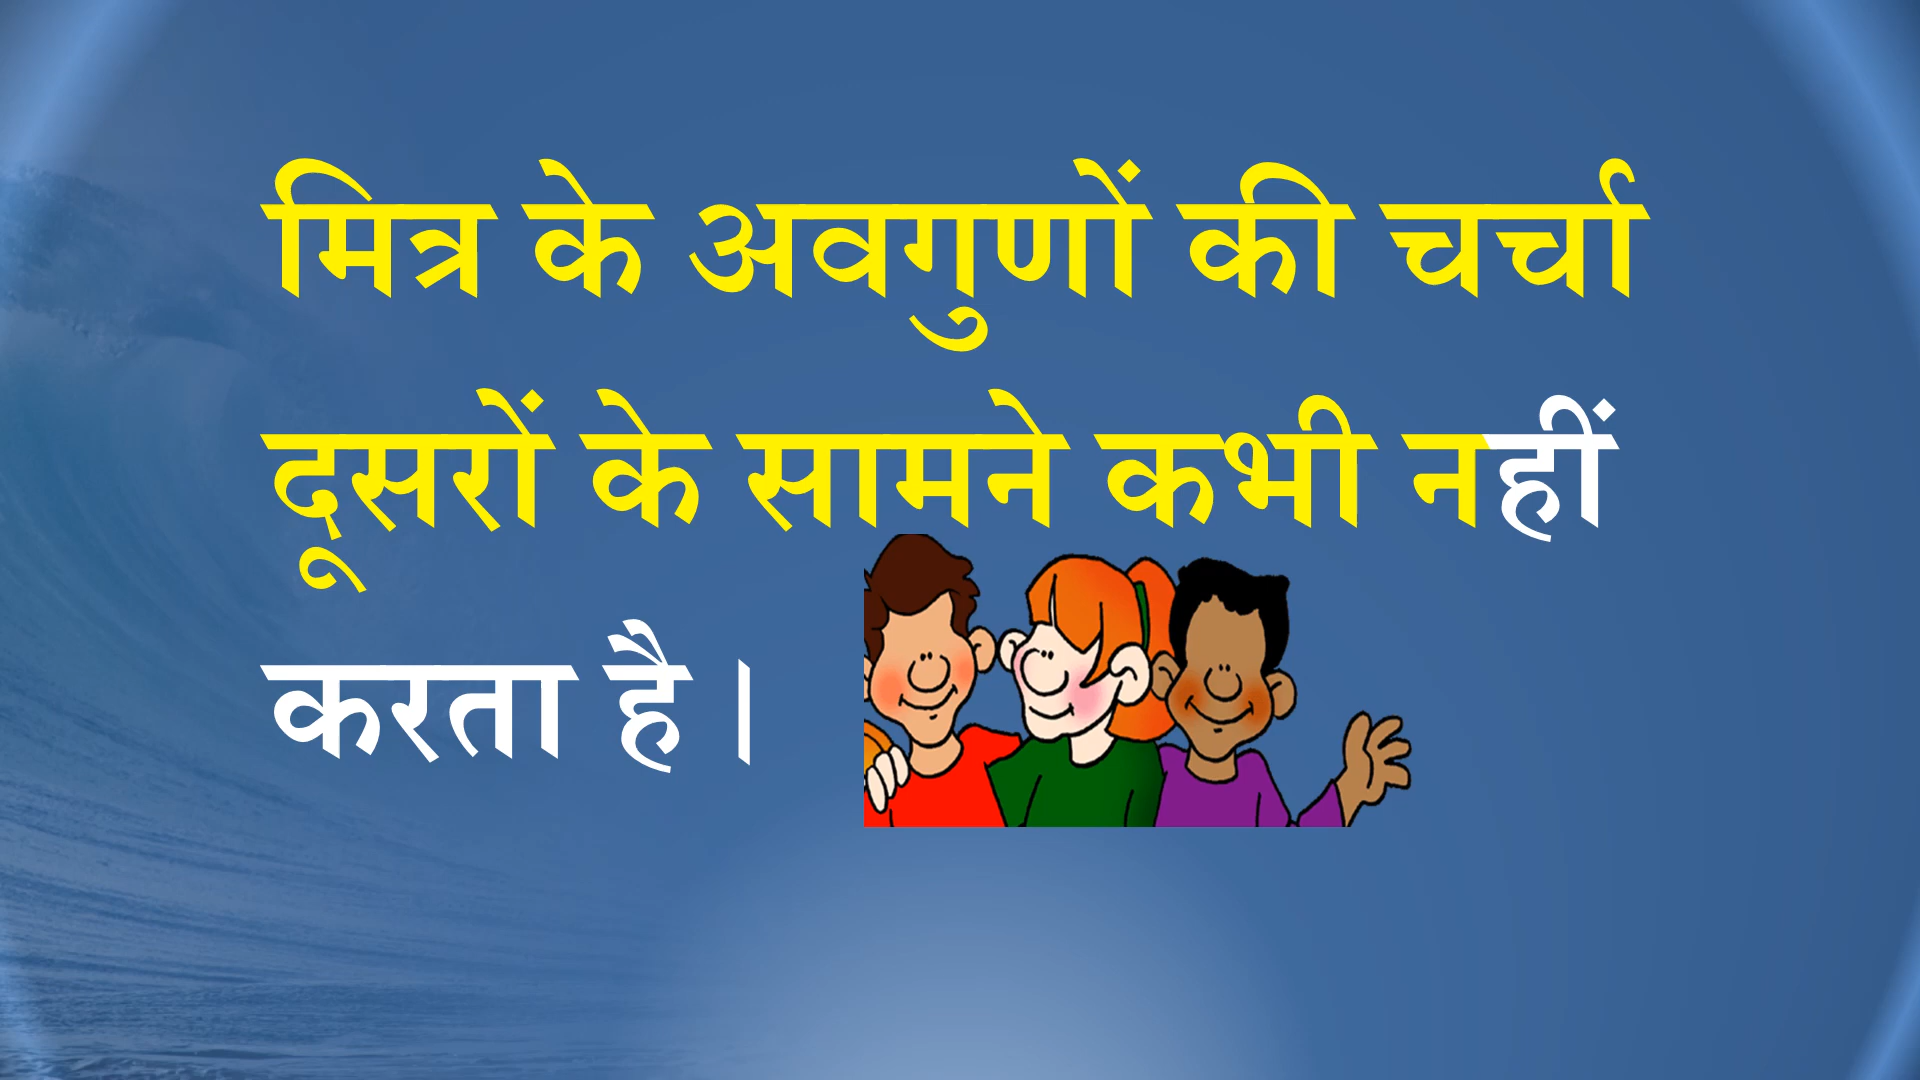 मित्र के अवगुणों की चर्चा
दूसरों के सामने कभी नहीं
करता है ।